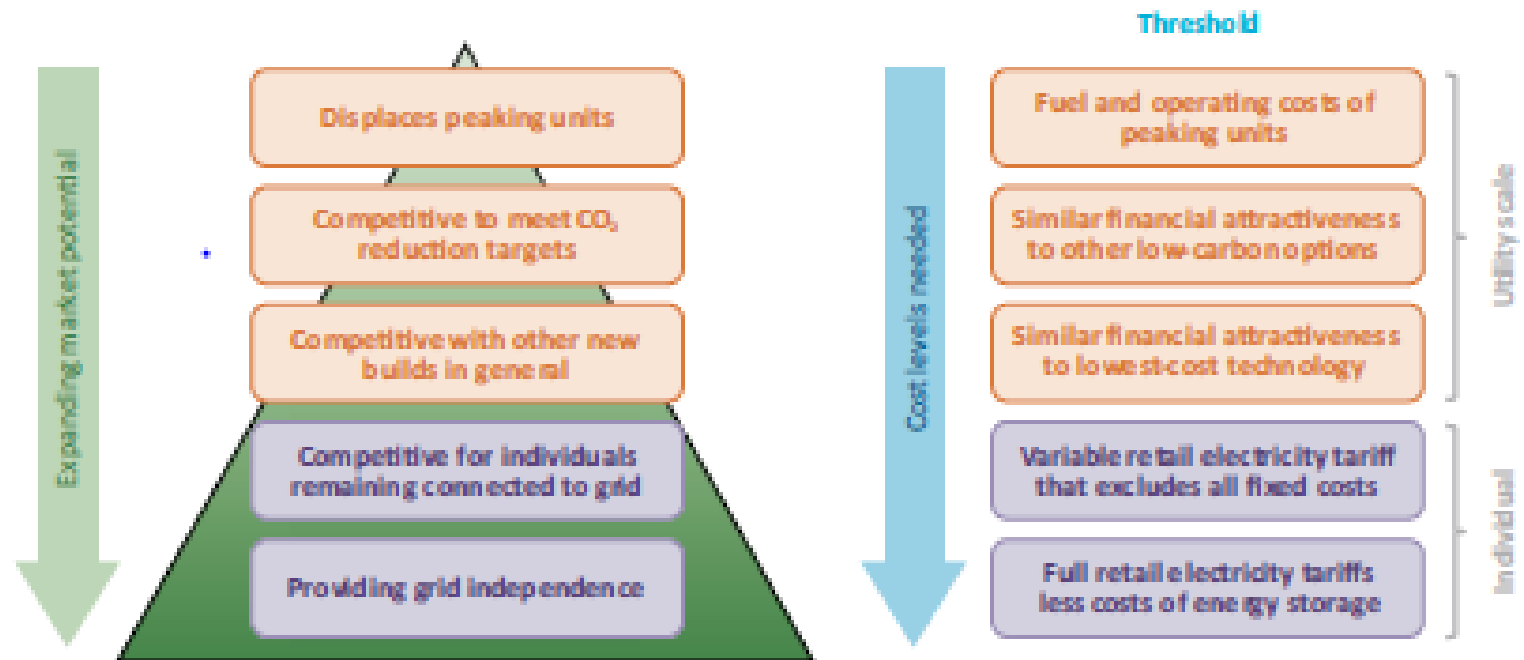 Threshold
Expanding market potential
Displaces peaking units
Competitive to meet CO₂
reduction targets
Competitive with other new
builds in general
Competitive for individuals
remaining connected to grid
Providing grid independence
Cost levels needed
Fuel and operating costs of
peaking units
Similar financial attractiveness
to other low-carbon options
Similar financial attractiveness
to lowest-cost technology
Variable retail electricity tariff
that excludes all fixed costs
Full retail electricity tariffs
less costs of energy storage
Utility scale
Individual